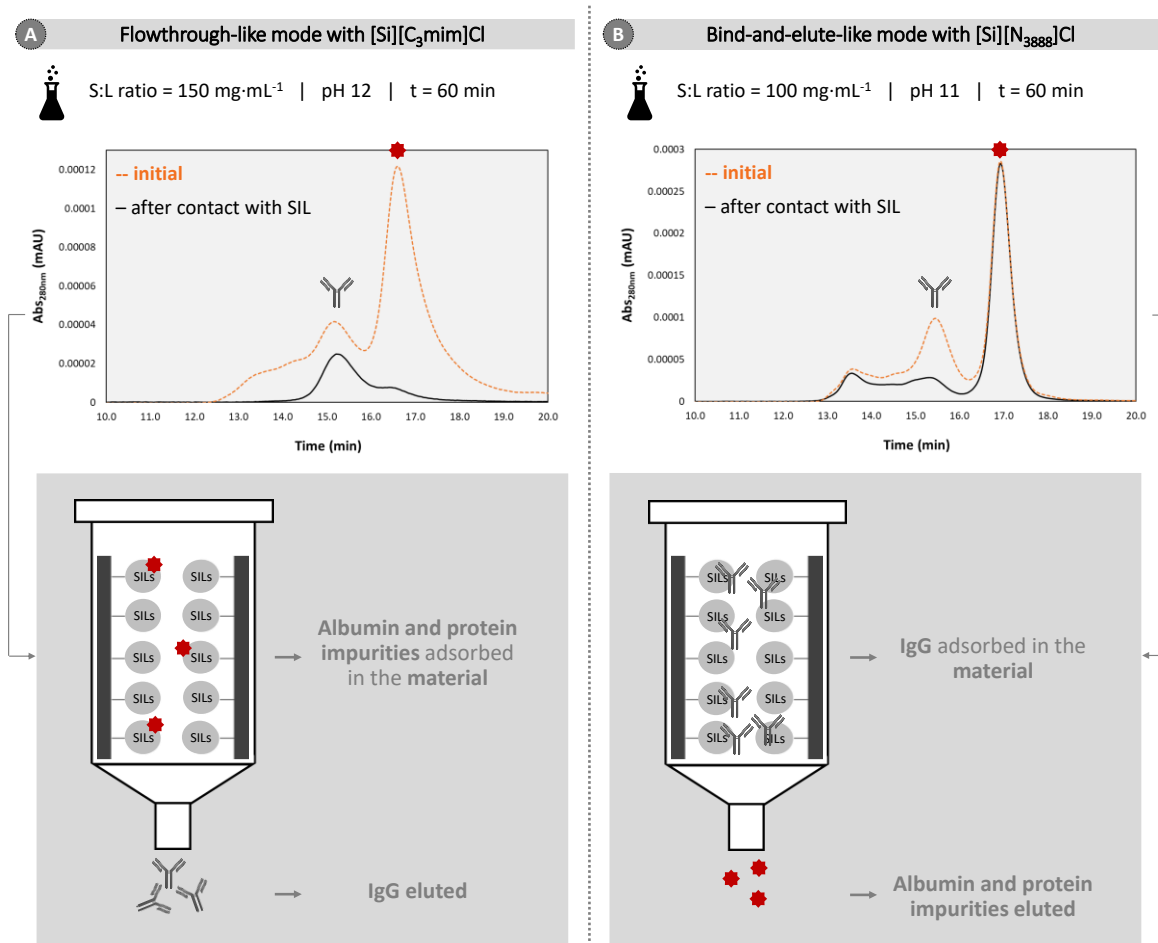 A
Flowthrough-like mode with [Si][C₃mim]Cl
S:L ratio = 150 mg·mL⁻¹ | pH 12 | t = 60 min
0.00012
0.0001
0.00008
0.00006
0.00004
0.00002
0
Abs₂₈₀ₙₘ (mAU)
-- initial
– after contact with SIL
10.0 11.0 12.0 13.0 14.0 15.0 16.0 17.0 18.0 19.0 20.0
Time (min)
SILs SILs
SILs SILs
SILs SILs
SILs SILs
SILs SILs
Albumin and protein
impurities adsorbed
in the material
IgG eluted
B
Bind-and-elute-like mode with [Si][N₃₈₈₈]Cl
S:L ratio = 100 mg·mL⁻¹ | pH 11 | t = 60 min
0.0003
0.00025
0.0002
0.00015
0.0001
0.00005
0
Abs₂₈₀ₙₘ (mAU)
-- initial
– after contact with SIL
10.0 11.0 12.0 13.0 14.0 15.0 16.0 17.0 18.0 19.0 20.0
Time (min)
SILs SILs
SILs SILs
SILs SILs
SILs SILs
SILs SILs
IgG adsorbed in the
material
Albumin and protein
impurities eluted